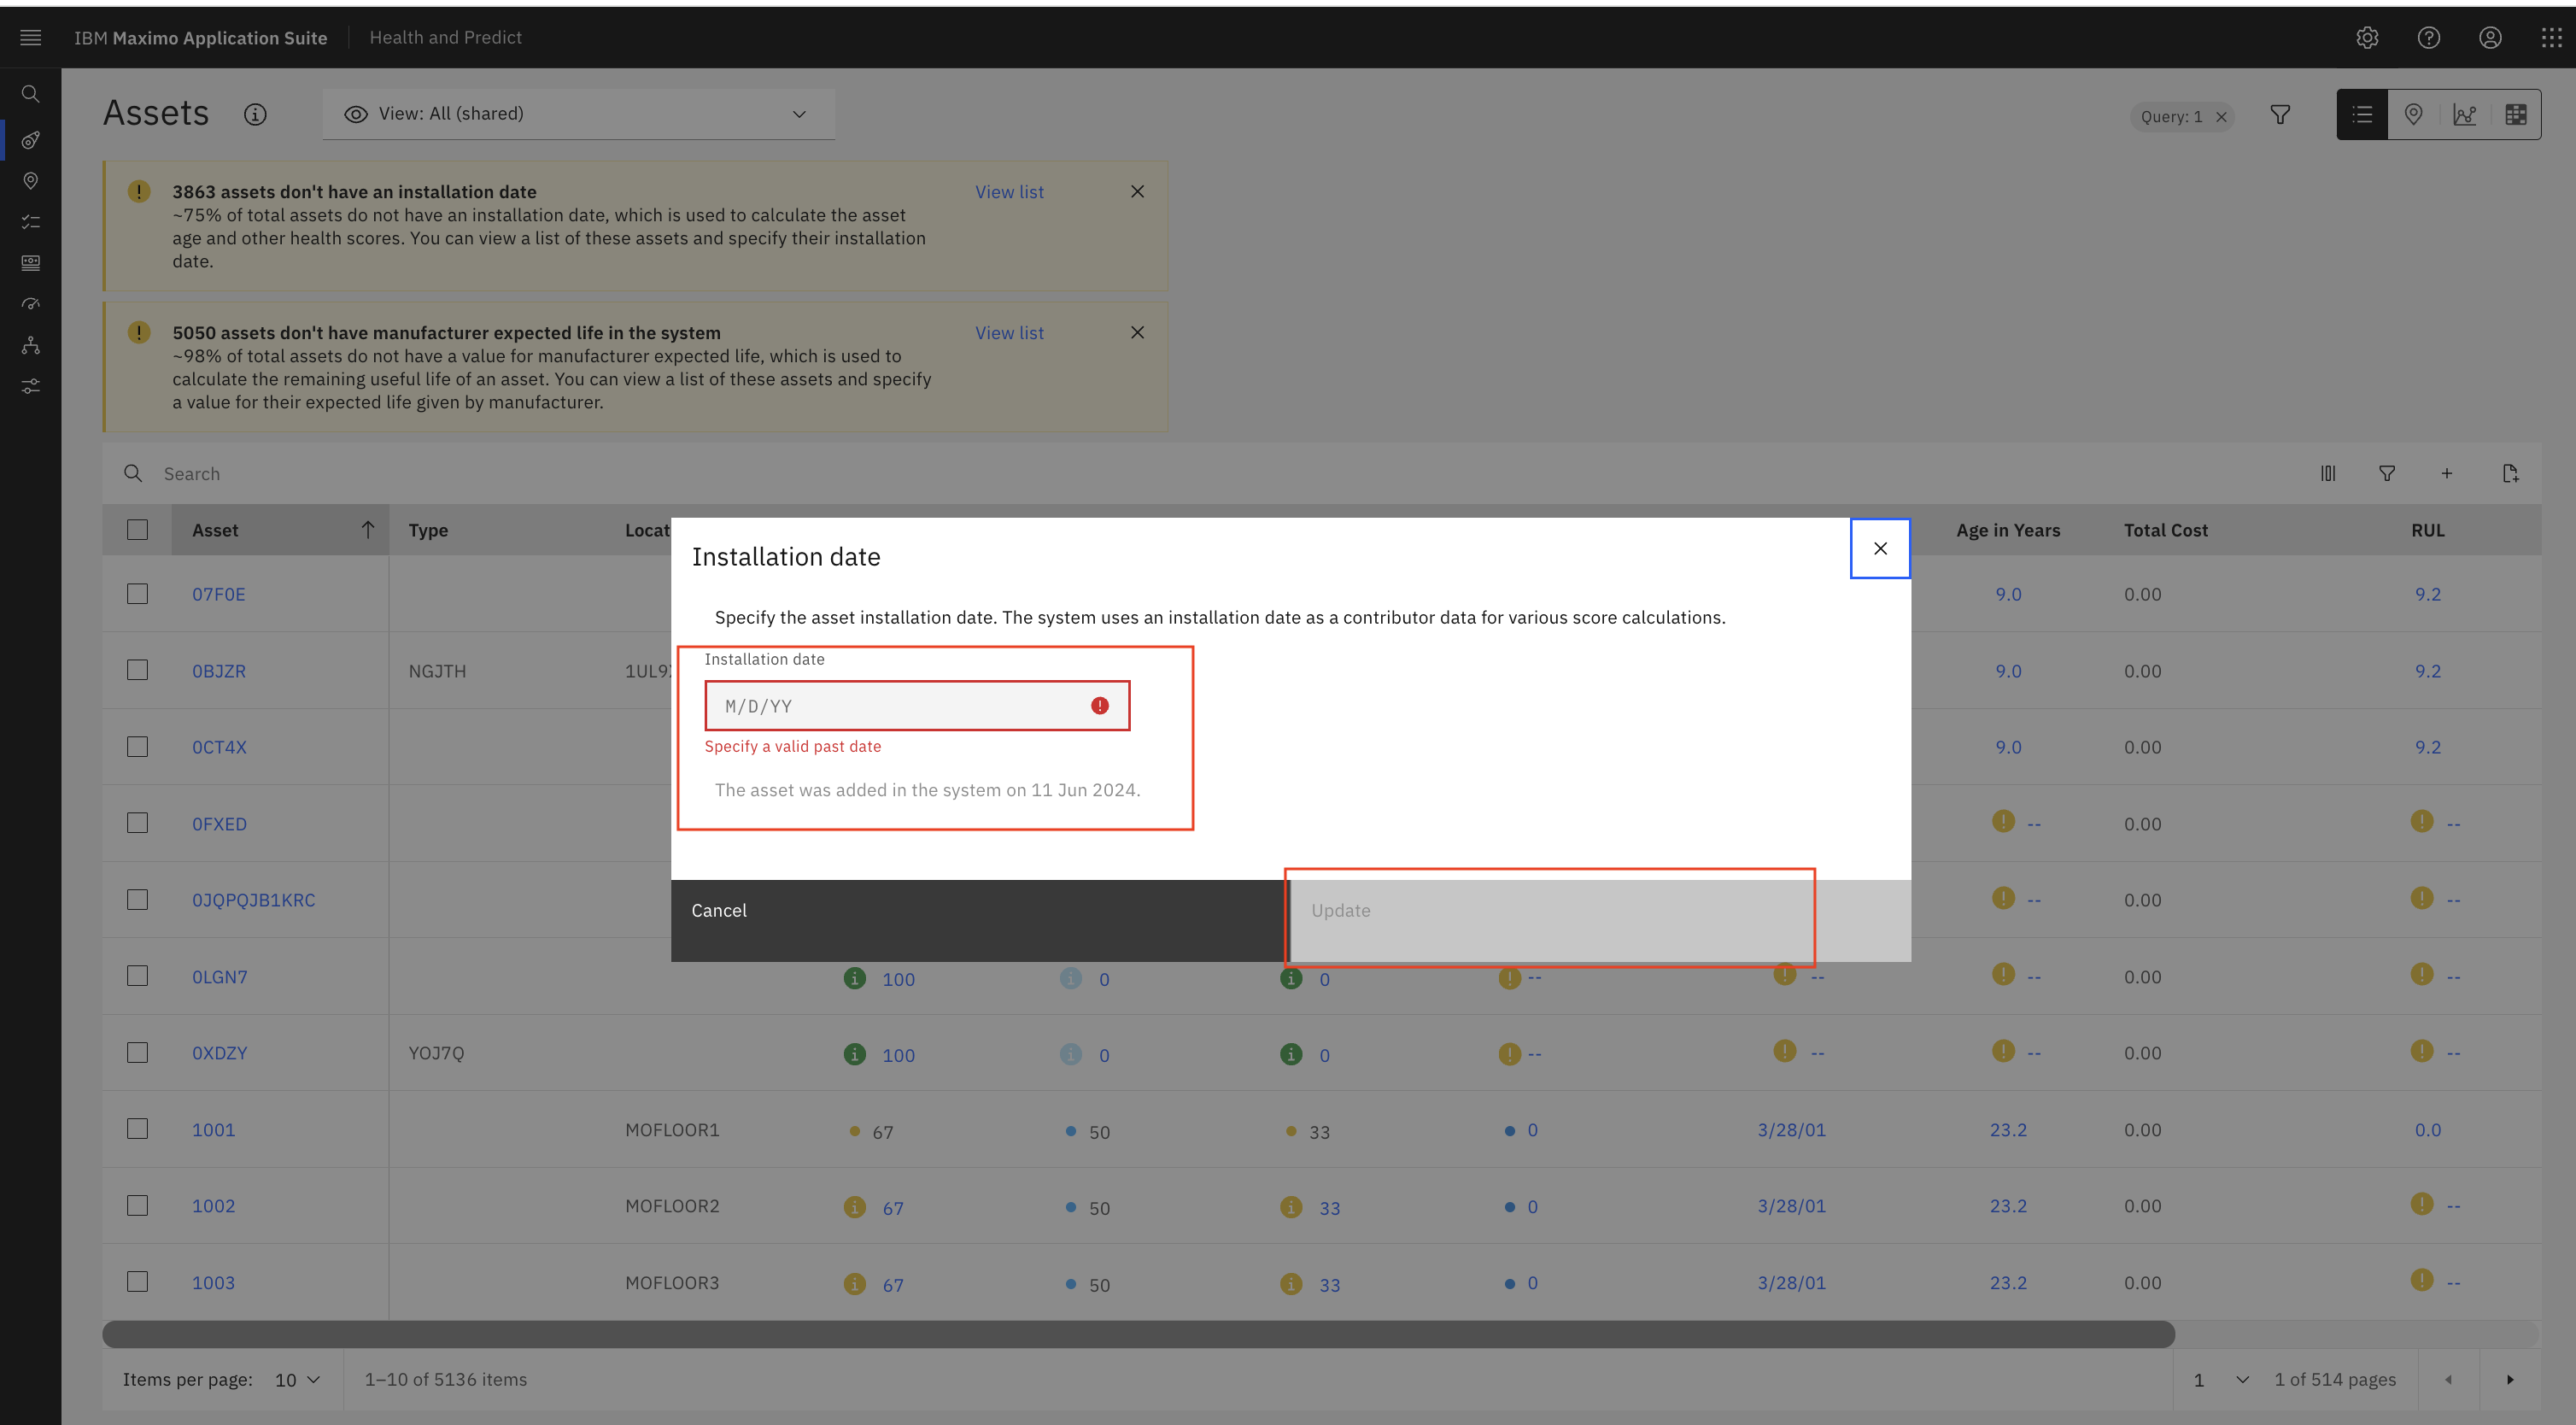 IBM Maximo Application Suite
Health and Predict
Assets
View: All (shared)
Query: 1
3863 assets don't have an installation date
View list
~75% of total assets do not have an installation date, which is used to calculate the asset
age and other health scores. You can view a list of these assets and specify their installation
date.
5050 assets don't have manufacturer expected life in the system
View list
~98% of total assets do not have a value for manufacturer expected life, which is used to
calculate the remaining useful life of an asset. You can view a list of these assets and specify
a value for their expected life given by manufacturer.
Search
Asset Type Locat Age in Years Total Cost RUL
Installation date
Specify the asset installation date. The system uses an installation date as a contributor data for various score calculations.
Installation date
M/D/YY
Specify a valid past date
The asset was added in the system on 11 Jun 2024.
Cancel
Update
07F0E 9.0 0.00 9.2
0BJZR NGJTH 1UL9 9.0 0.00 9.2
0CT4X 9.0 0.00 9.2
0FXED -- 0.00 --
0JQPQJB1KRC -- 0.00 --
0LGN7 100 0 0 -- -- -- 0.00 --
0XDZY YOJ7Q 100 0 0 -- -- -- 0.00 --
1001 MOFLOOR1 67 50 33 0 3/28/01 23.2 0.00 0.0
1002 MOFLOOR2 67 50 33 0 3/28/01 23.2 0.00 --
1003 MOFLOOR3 67 50 33 0 3/28/01 23.2 0.00 --
Items per page: 10 1–10 of 5136 items 1 1 of 514 pages